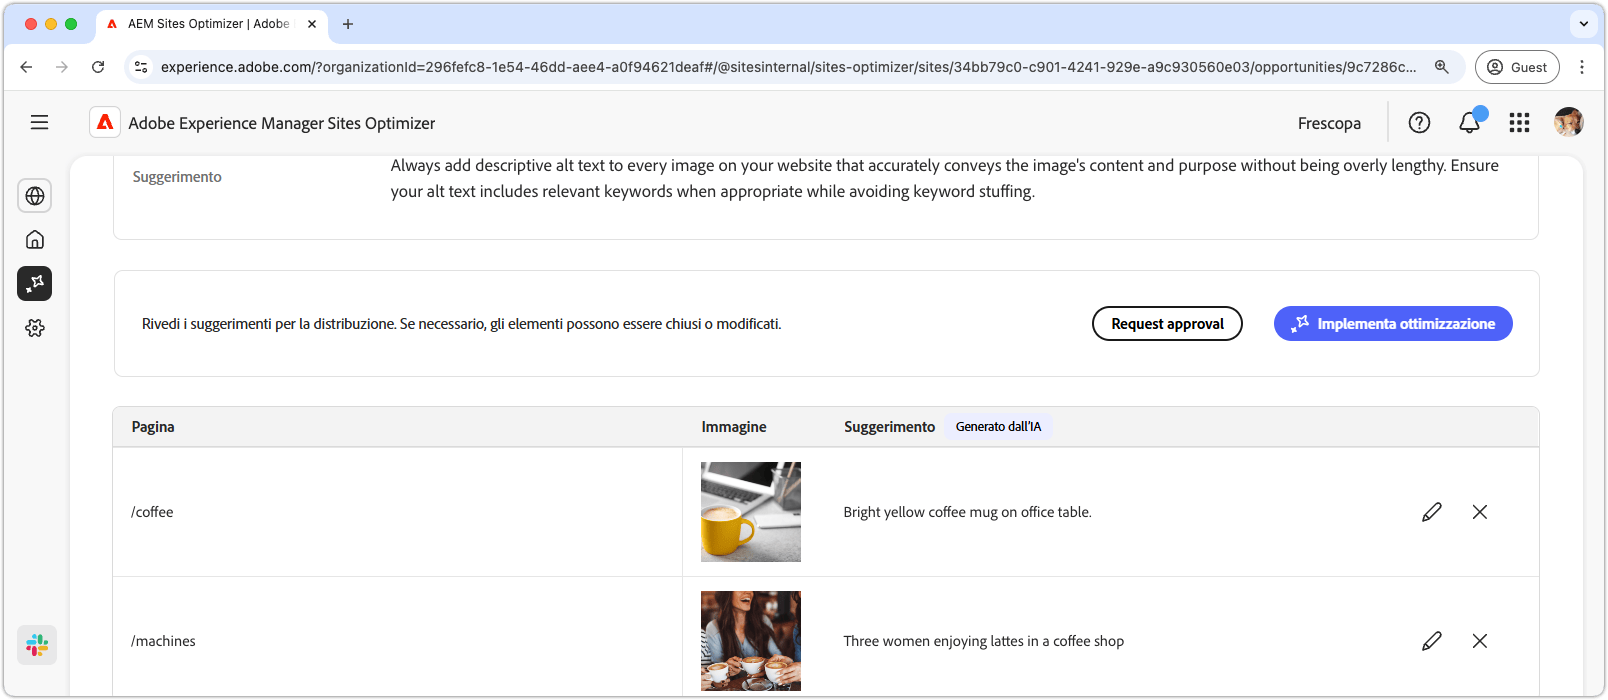 AEM Sites Optimizer | Adobe
experience.adobe.com/?organizationId=296fefc8-1e54-46dd-aee4-a0f94621deaf#/@sitesinternal/sites-optimizer/sites/34bb79c0-c901-4241-929e-a9c930560e03/opportunities/9c7286c...
Guest
Adobe Experience Manager Sites Optimizer
Frescopa
Suggerimento
Always add descriptive alt text to every image on your website that accurately conveys the image's content and purpose without being overly lengthy. Ensure
your alt text includes relevant keywords when appropriate while avoiding keyword stuffing.
Rivedi i suggerimenti per la distribuzione. Se necessario, gli elementi possono essere chiusi o modificati.
Request approval
Implementa ottimizzazione
Pagina
Immagine
Suggerimento
Generato dall'IA
/coffee
Bright yellow coffee mug on office table.
/machines
Three women enjoying lattes in a coffee shop